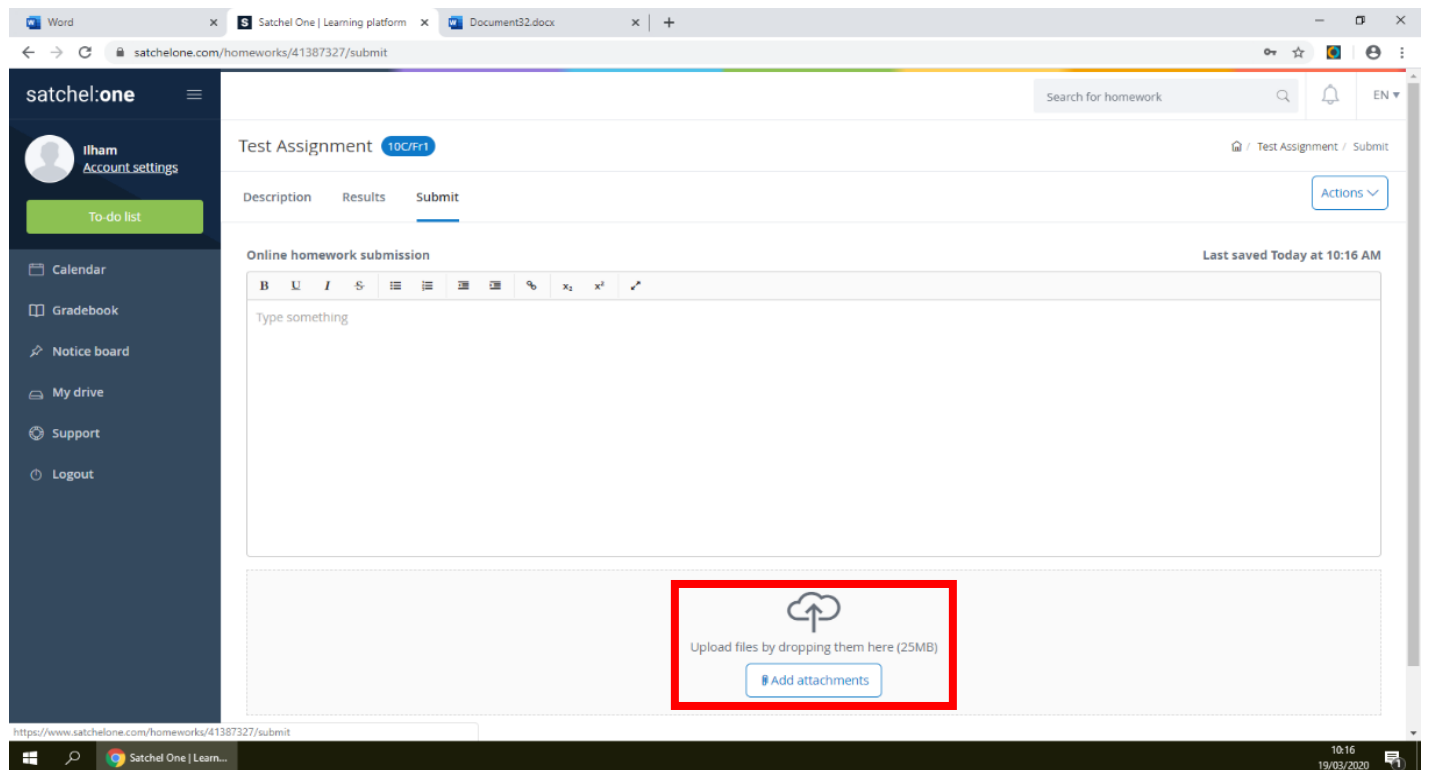 Word
Satchel One | Learning platform
Document32.docx
satchelone.com/homeworks/41387327/submit
satchel:one
Search for homework
EN
Ilham
Account settings
Test Assignment 10C/Fr1
/ Test Assignment / Submit
Description Results Submit
Actions
To-do list
Online homework submission
Last saved Today at 10:16 AM
Calendar
B U I S x₂ x²
Gradebook
Type something
Notice board
My drive
Support
Logout
Upload files by dropping them here (25MB)
Add attachments
https://www.satchelone.com/homeworks/41387327/submit
Satchel One | Learn...
10:16
19/03/2020
1